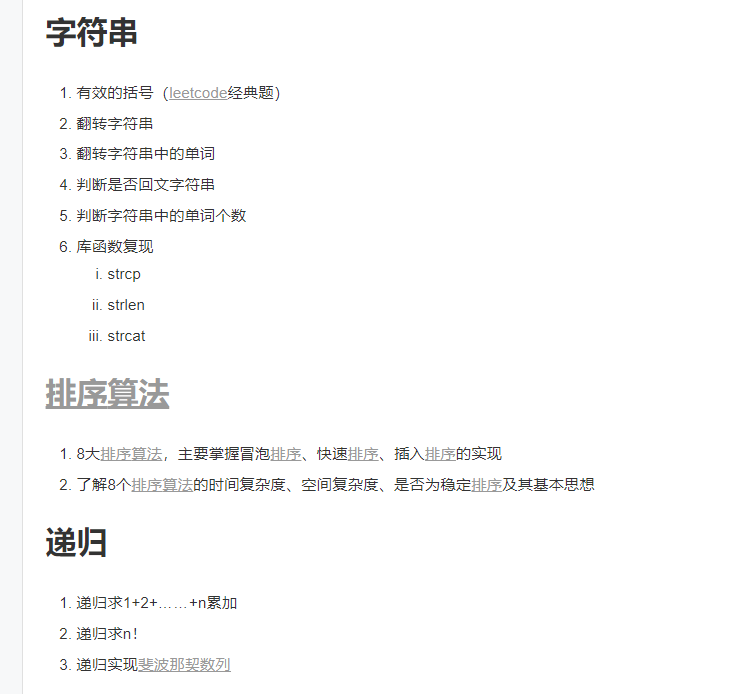 字符串
1. 有效的括号（leetcode经典题）
2. 翻转字符串
3. 翻转字符串中的单词
4. 判断是否回文字符串
5. 判断字符串中的单词个数
6. 库函数复现
i. strcp
ii. strlen
iii. strcat
排序算法
1. 8大排序算法，主要掌握冒泡排序、快速排序、插入排序的实现
2. 了解8个排序算法的时间复杂度、空间复杂度、是否为稳定排序及其基本思想
递归
1. 递归求1+2+……+n累加
2. 递归求n！
3. 递归实现斐波那契数列